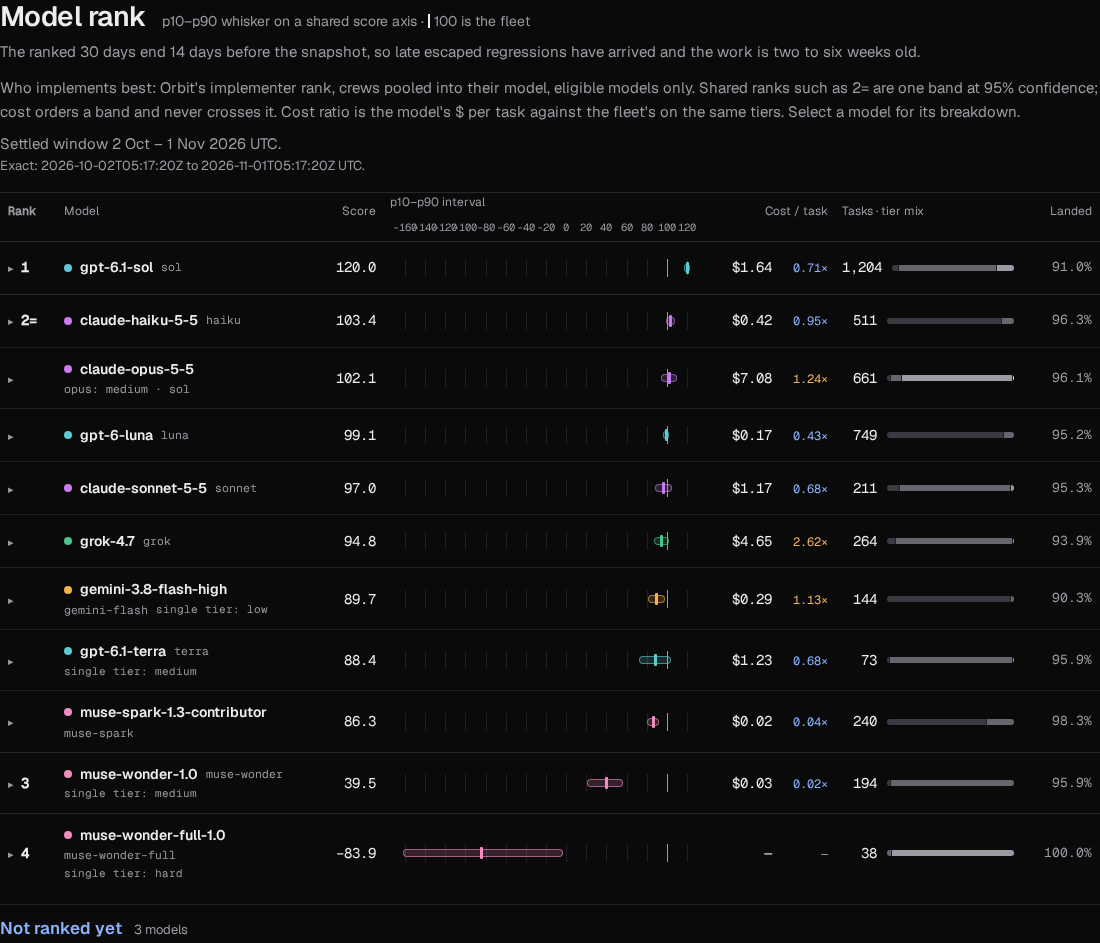 Model rank p10–p90 whisker on a shared score axis · | 100 is the fleet
The ranked 30 days end 14 days before the snapshot, so late escaped regressions have arrived and the work is two to six weeks old.
Who implements best: Orbit's implementer rank, crews pooled into their model, eligible models only. Shared ranks such as 2= are one band at 95% confidence;
cost orders a band and never crosses it. Cost ratio is the model's $ per task against the fleet's on the same tiers. Select a model for its breakdown.
Settled window 2 Oct – 1 Nov 2026 UTC.
Exact: 2026-10-02T05:17:20Z to 2026-11-01T05:17:20Z UTC.
Rank Model Score p10–p90 interval Cost / task Tasks · tier mix Landed
-160 -140 -120 -100 -80 -60 -40 -20 0 20 40 60 80 100 120
▸ 1 gpt-6.1-sol sol 120.0 $1.64 0.71× 1,204 91.0%
▸ 2= claude-haiku-5-5 haiku 103.4 $0.42 0.95× 511 96.3%
▸ claude-opus-5-5 102.1 $7.08 1.24× 661 96.1%
opus: medium · sol
▸ gpt-6-luna luna 99.1 $0.17 0.43× 749 95.2%
▸ claude-sonnet-5-5 sonnet 97.0 $1.17 0.68× 211 95.3%
▸ grok-4.7 grok 94.8 $4.65 2.62× 264 93.9%
▸ gemini-3.8-flash-high 89.7 $0.29 1.13× 144 90.3%
gemini-flash single tier: low
▸ gpt-6.1-terra terra 88.4 $1.23 0.68× 73 95.9%
single tier: medium
▸ muse-spark-1.3-contributor 86.3 $0.02 0.04× 240 98.3%
muse-spark
▸ 3 muse-wonder-1.0 muse-wonder 39.5 $0.03 0.02× 194 95.9%
single tier: medium
▸ 4 muse-wonder-full-1.0 −83.9 — — 38 100.0%
muse-wonder-full
single tier: hard
Not ranked yet 3 models